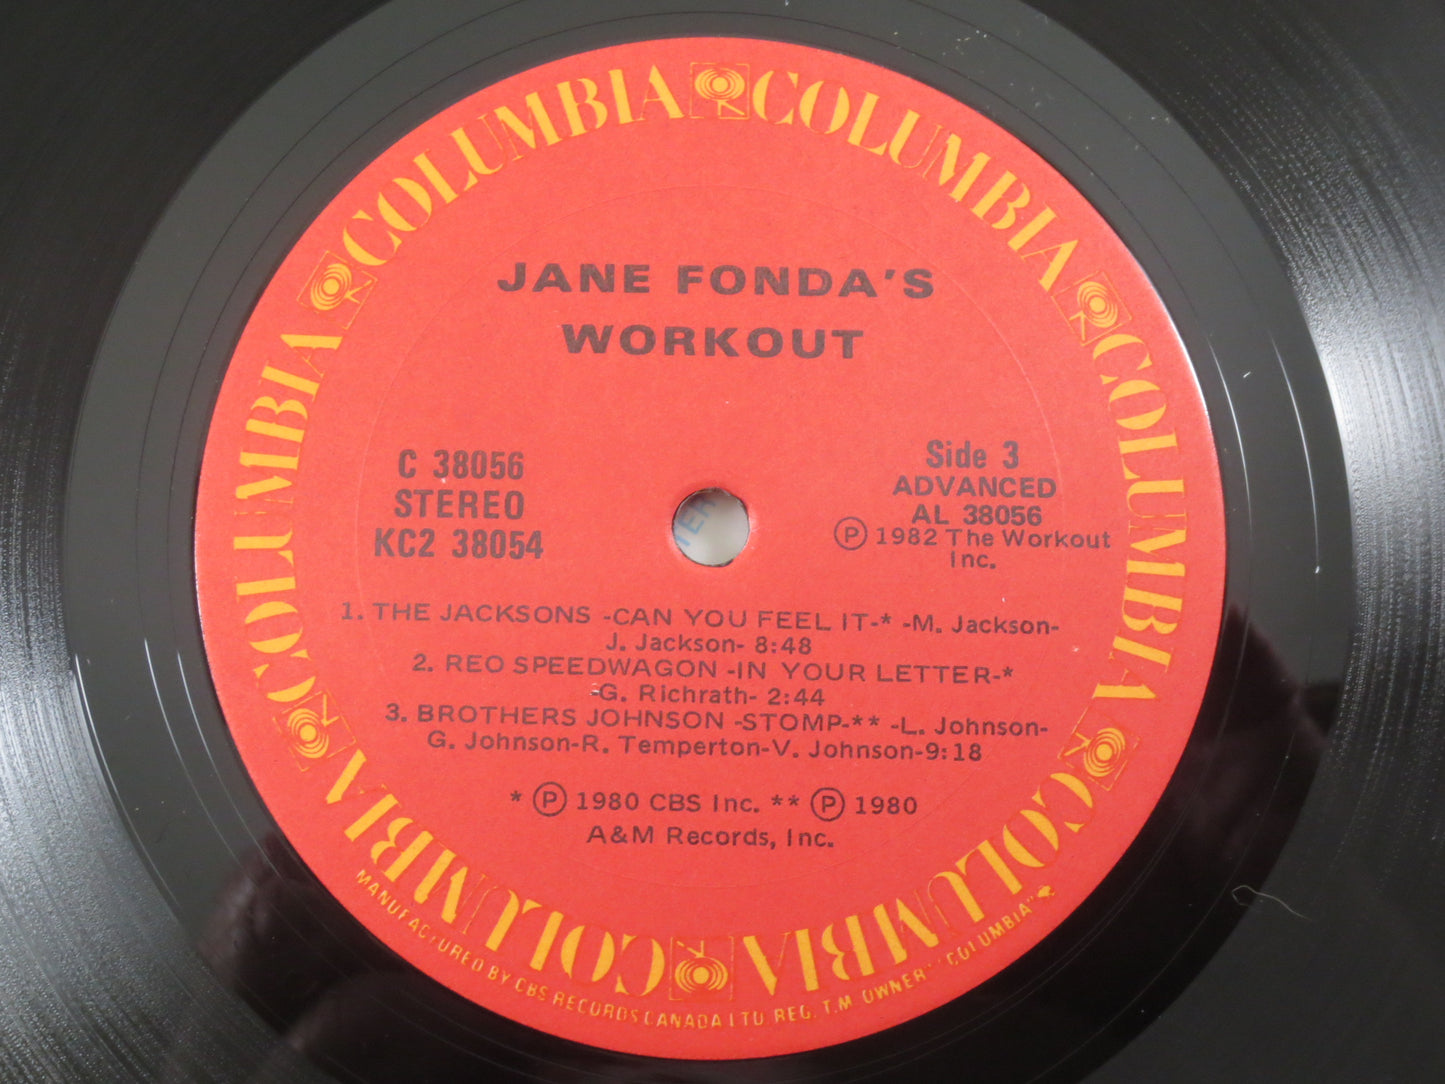 COLUMBIA COLUMBIA COLUMBIA COLUMBIA COLUMBIA COLUMBIA COLUMBIA COLUMBIA
JANE FONDA'S
WORKOUT
C 38056
STEREO
KC2 38054
Side 3
ADVANCED
AL 38056
Ⓟ 1982 The Workout
Inc.
1. THE JACKSONS -CAN YOU FEEL IT-* -M. Jackson-
J. Jackson- 8:48
2. REO SPEEDWAGON -IN YOUR LETTER-*
-G. Richrath- 2:44
3. BROTHERS JOHNSON -STOMP-** -L. Johnson-
G. Johnson-R. Temperton-V. Johnson-9:18
* Ⓟ 1980 CBS Inc. ** Ⓟ 1980
A&M Records, Inc.
MANUFACTURED BY CBS RECORDS CANADA LTD. REG. T.M. OWNER "COLUMBIA"